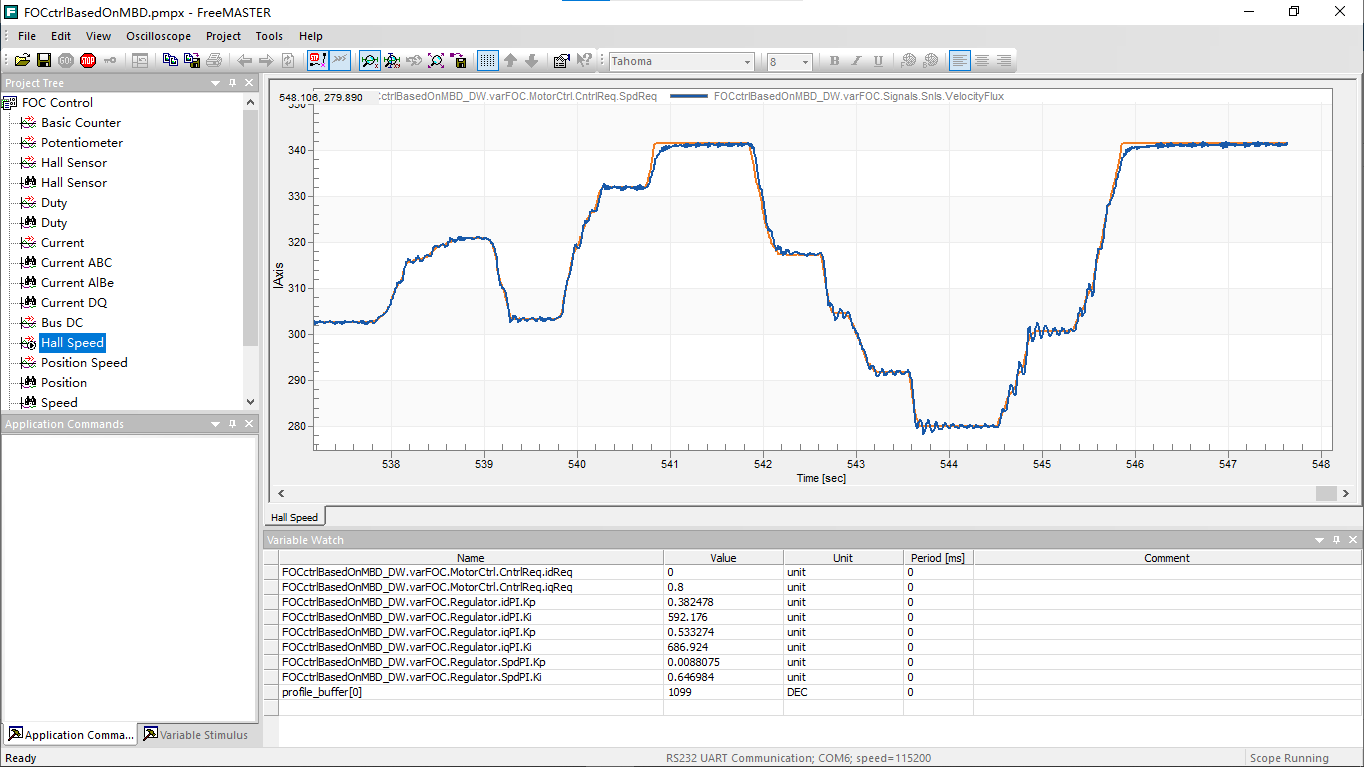 FOCctrlBasedOnMBD.pmpx - FreeMASTER
File Edit View Oscilloscope Project Tools Help
GO! STOP Tahoma 8 B I U
Project Tree
FOC Control
Basic Counter
Potentiometer
Hall Sensor
Hall Sensor
Duty
Duty
Current
Current ABC
Current AlBe
Current DQ
Bus DC
Hall Speed
Position Speed
Position
Speed
Application Commands
Application Comma... Variable Stimulus
548.106, 279.890 :ctrlBasedOnMBD_DW.varFOC.MotorCtrl.CntrlReq.SpdReq FOCctrlBasedOnMBD_DW.varFOC.Signals.Snls.VelocityFlux
350
340
330
320
310
300
290
280
lAxis
538 539 540 541 542 543 544 545 546 547 548
Time [sec]
Hall Speed
Variable Watch
Name Value Unit Period [ms] Comment
FOCctrlBasedOnMBD_DW.varFOC.MotorCtrl.CntrlReq.idReq 0 unit 0
FOCctrlBasedOnMBD_DW.varFOC.MotorCtrl.CntrlReq.iqReq 0.8 unit 0
FOCctrlBasedOnMBD_DW.varFOC.Regulator.idPI.Kp 0.382478 unit 0
FOCctrlBasedOnMBD_DW.varFOC.Regulator.idPI.Ki 592.176 unit 0
FOCctrlBasedOnMBD_DW.varFOC.Regulator.iqPI.Kp 0.533274 unit 0
FOCctrlBasedOnMBD_DW.varFOC.Regulator.iqPI.Ki 686.924 unit 0
FOCctrlBasedOnMBD_DW.varFOC.Regulator.SpdPI.Kp 0.0088075 unit 0
FOCctrlBasedOnMBD_DW.varFOC.Regulator.SpdPI.Ki 0.646984 unit 0
profile_buffer[0] 1099 DEC 0
Ready RS232 UART Communication; COM6; speed=115200 Scope Running